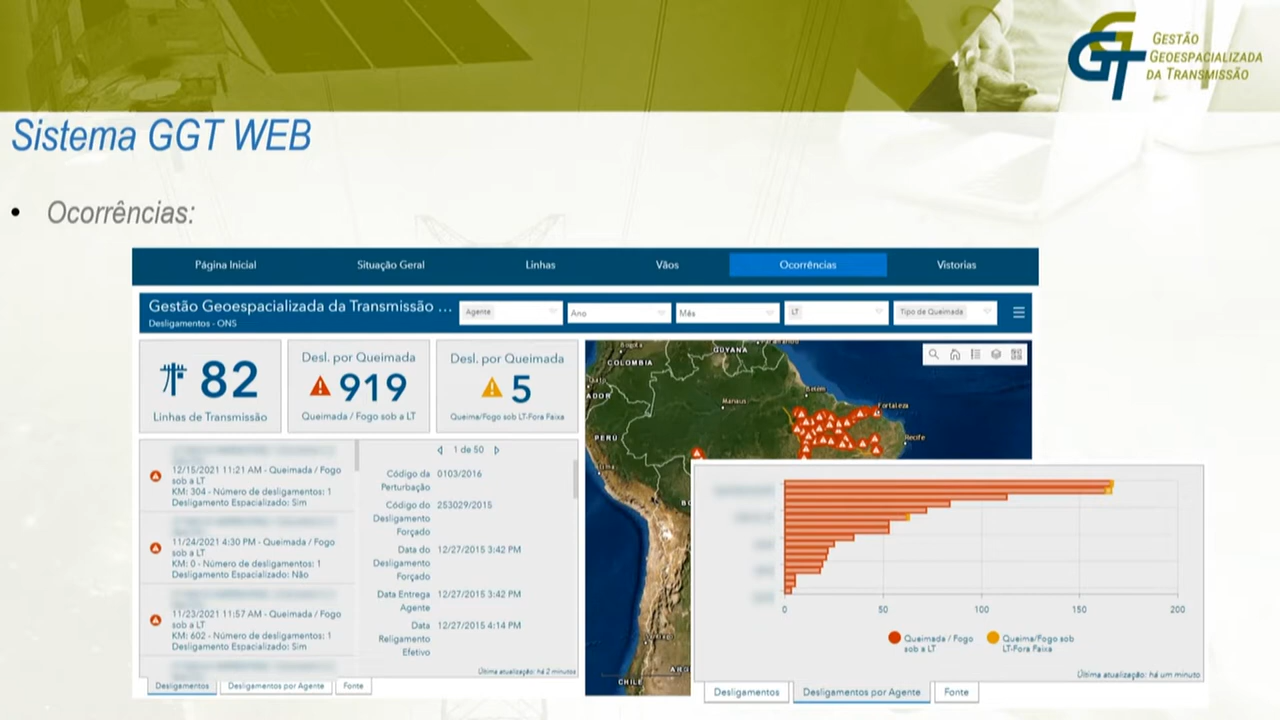 GESTÃO
GEOESPACIALIZADA
DA TRANSMISSÃO
Sistema GGT WEB
• Ocorrências:
Página Inicial
Situação Geral
Linhas
Vãos
Ocorrências
Vistorias
Gestão Geoespacializada da Transmissão ...
Desligamentos - ONS
Agente
Ano
Mês
LT
Tipo de Queimada
82
Linhas de Transmissão
Desl. por Queimada
919
Queimada / Fogo sob a LT
Desl. por Queimada
5
Queima/Fogo sob LT-Fora Faixa
12/15/2021 11:21 AM - Queimada / Fogo
sob a LT
KM: 304 - Número de desligamentos: 1
Desligamento Espacializado: Sim
11/24/2021 4:30 PM - Queimada / Fogo
sob a LT
KM: 0 - Número de desligamentos: 1
Desligamento Espacializado: Não
11/23/2021 11:57 AM - Queimada / Fogo
sob a LT
KM: 602 - Número de desligamentos: 1
Desligamento Espacializado: Sim
1 de 50
Código da
Perturbação
0103/2016
Código do
Desligamento
Forçado
253029/2015
Data do
Desligamento
Forçado
12/27/2015 3:42 PM
Data Entrega
Agente
12/27/2015 3:42 PM
Data
Religamento
Efetivo
12/27/2015 4:14 PM
Última atualização: há 2 minutos
Desligamentos
Desligamentos por Agente
Fonte
Bogotá
COLOMBIA
GUYANA
Quito
Manaus
Belém
Fortaleza
Recife
PERU
Lima
Santiago
CHILE
0
50
100
150
200
Queimada / Fogo
sob a LT
Queima/Fogo sob
LT-Fora Faixa
Última atualização: há um minuto
Desligamentos
Desligamentos por Agente
Fonte